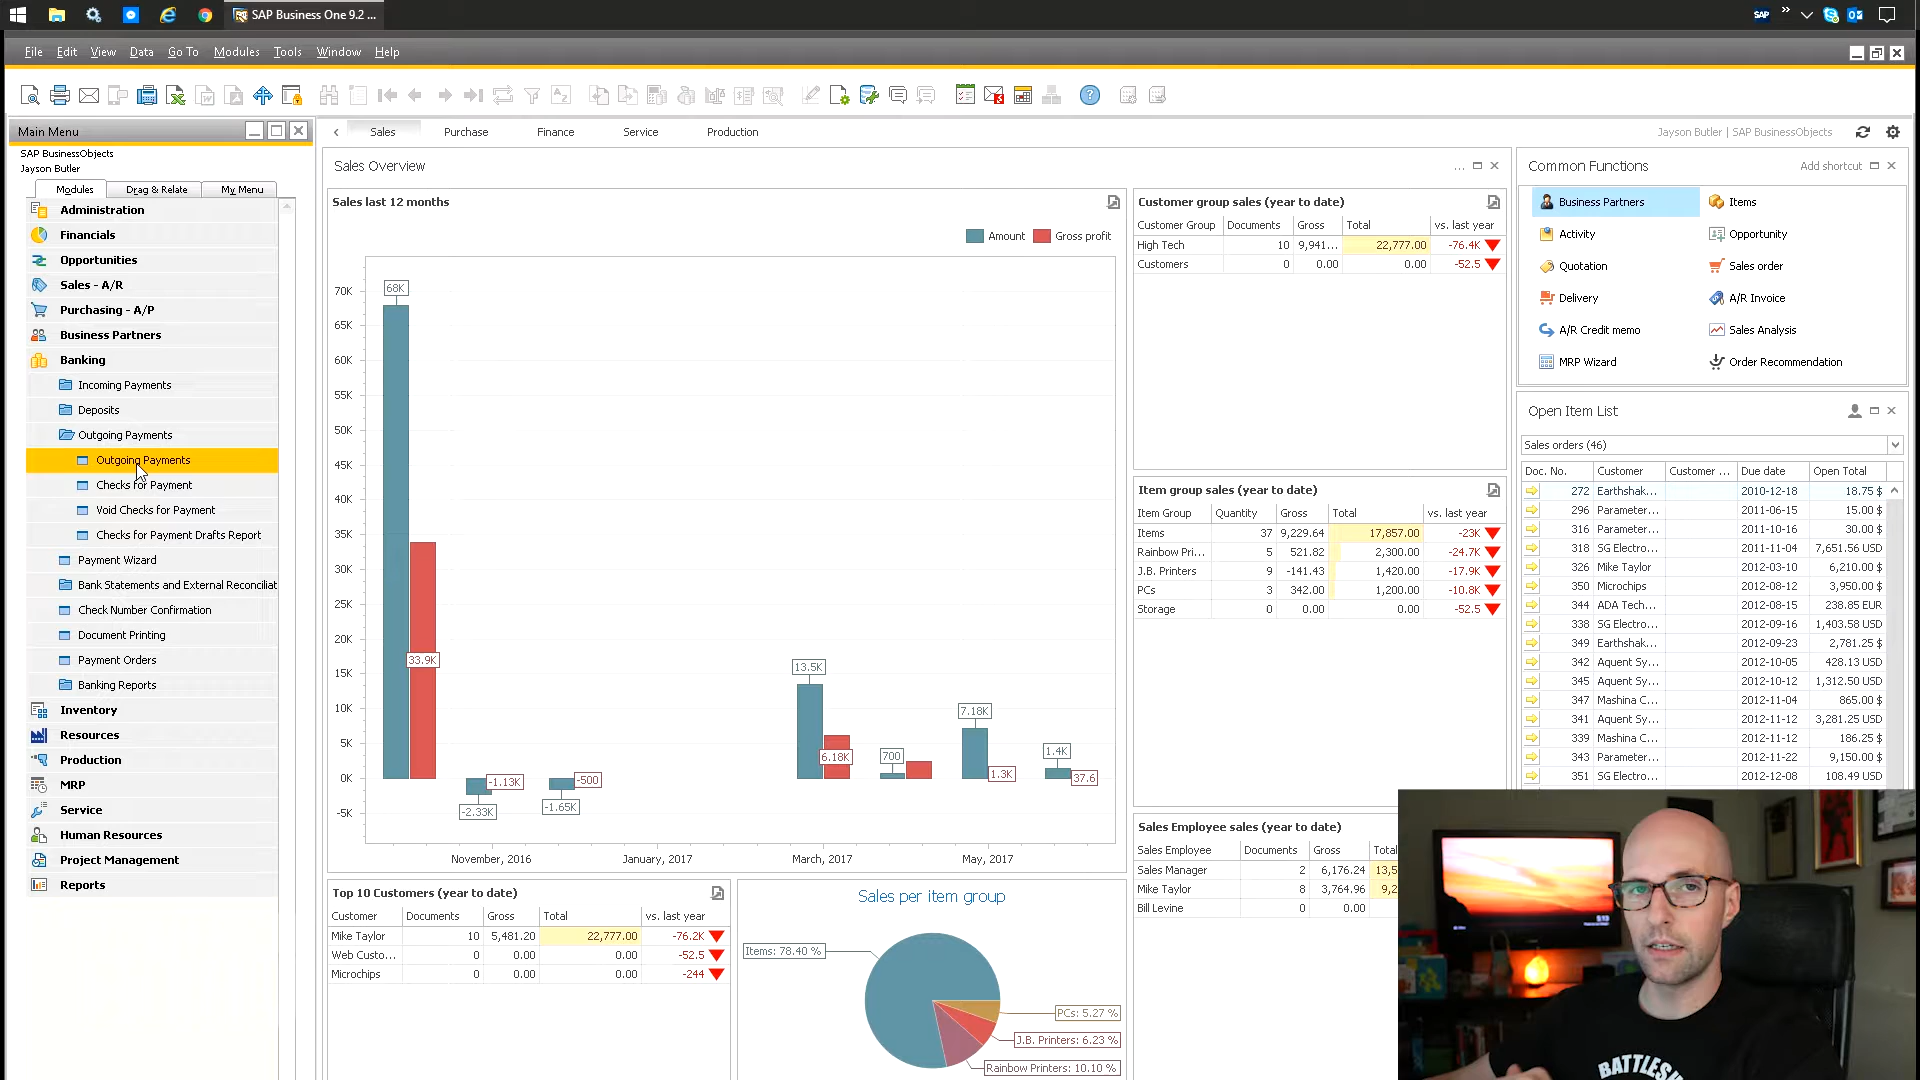 SAP Business One 9.2 ...
SAP
File Edit View Data Go To Modules Tools Window Help
Main Menu
SAP BusinessObjects
Jayson Butler
Modules Drag & Relate My Menu
Administration
Financials
Opportunities
Sales - A/R
Purchasing - A/P
Business Partners
Banking
Incoming Payments
Deposits
Outgoing Payments
Outgoing Payments
Checks for Payment
Void Checks for Payment
Checks for Payment Drafts Report
Payment Wizard
Bank Statements and External Reconciliat
Check Number Confirmation
Document Printing
Payment Orders
Banking Reports
Inventory
Resources
Production
MRP
Service
Human Resources
Project Management
Reports
Sales Purchase Finance Service Production
Jayson Butler | SAP BusinessObjects
Sales Overview
...
Sales last 12 months
Amount Gross profit
70K
65K
60K
55K
50K
45K
40K
35K
30K
25K
20K
15K
10K
5K
0K
-5K
68K
33.9K
-1.13K
-2.33K
-500
-1.65K
13.5K
6.18K
700
7.18K
1.3K
1.4K
37.6
November, 2016 January, 2017 March, 2017 May, 2017
Top 10 Customers (year to date)
Customer Documents Gross Total vs. last year
Mike Taylor 10 5,481.20 22,777.00 -76.2K
Web Custo... 0 0.00 0.00 -52.5
Microchips 0 0.00 0.00 -244
Sales per item group
Items: 78.40 %
PCs: 5.27 %
J.B. Printers: 6.23 %
Rainbow Printers: 10.10 %
Customer group sales (year to date)
Customer Group Documents Gross Total vs. last year
High Tech 10 9,941... 22,777.00 -76.4K
Customers 0 0.00 0.00 -52.5
Item group sales (year to date)
Item Group Quantity Gross Total vs. last year
Items 37 9,229.64 17,857.00 -23K
Rainbow Pri... 5 521.82 2,300.00 -24.7K
J.B. Printers 9 -141.43 1,420.00 -17.9K
PCs 3 342.00 1,200.00 -10.8K
Storage 0 0.00 0.00 -52.5
Sales Employee sales (year to date)
Sales Employee Documents Gross Total
Sales Manager 2 6,176.24 13,5
Mike Taylor 8 3,764.96 9,2
Bill Levine 0 0.00
Common Functions Add shortcut
Business Partners Items
Activity Opportunity
Quotation Sales order
Delivery A/R Invoice
A/R Credit memo Sales Analysis
MRP Wizard Order Recommendation
Open Item List
Sales orders (46)
Doc. No. Customer Customer ... Due date Open Total
272 Earthshak... 2010-12-18 18.75 $
296 Parameter... 2011-06-15 15.00 $
316 Parameter... 2011-10-16 30.00 $
318 SG Electro... 2011-11-04 7,651.56 USD
326 Mike Taylor 2012-03-10 6,210.00 $
350 Microchips 2012-08-12 3,950.00 $
344 ADA Tech... 2012-08-15 238.85 EUR
338 SG Electro... 2012-09-16 1,403.58 USD
349 Earthshak... 2012-09-23 2,781.25 $
342 Aquent Sy... 2012-10-05 428.13 USD
345 Aquent Sy... 2012-10-12 1,312.50 USD
347 Mashina C... 2012-11-04 865.00 $
341 Aquent Sy... 2012-11-12 3,281.25 USD
339 Mashina C... 2012-11-12 186.25 $
343 Parameter... 2012-11-22 9,150.00 $
351 SG Electro... 2012-12-08 108.49 USD
5:13
BATTLESH